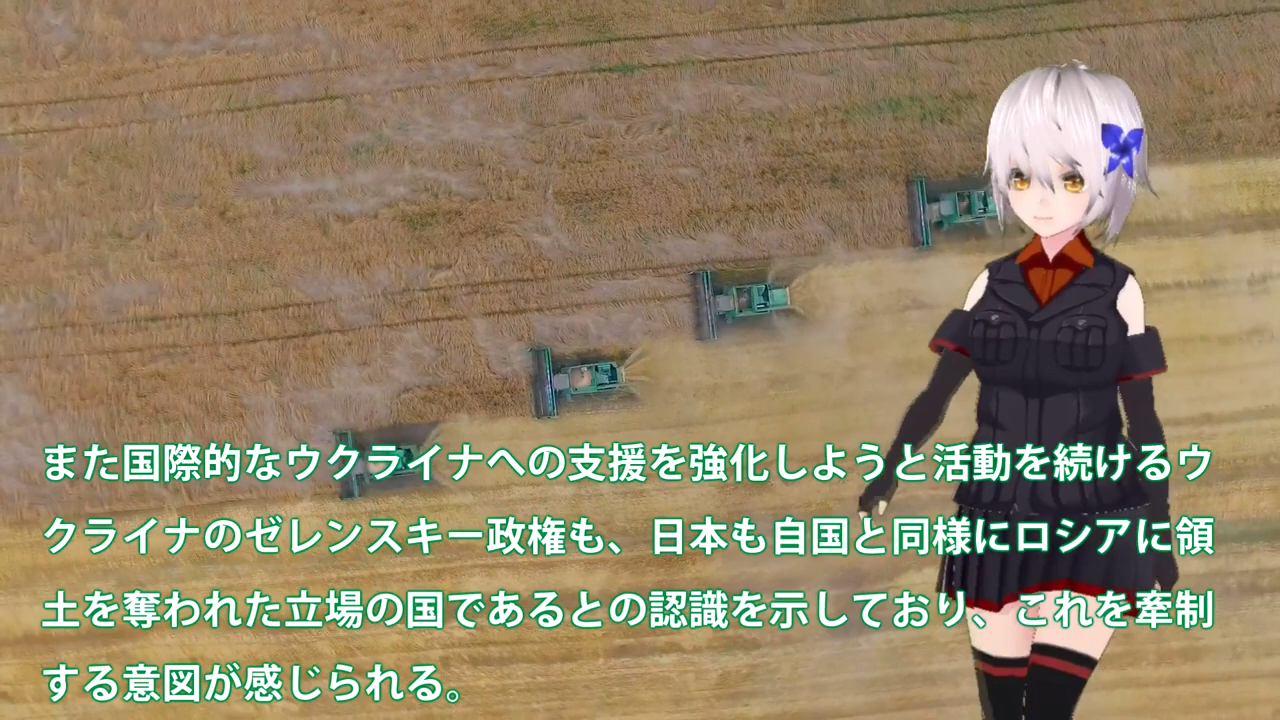 また国際的なウクライナへの支援を強化しようと活動を続けるウ
クライナのゼレンスキー政権も、日本も自国と同様にロシアに領
土を奪われた立場の国であるとの認識を示しており、これを牽制
する意図が感じられる。